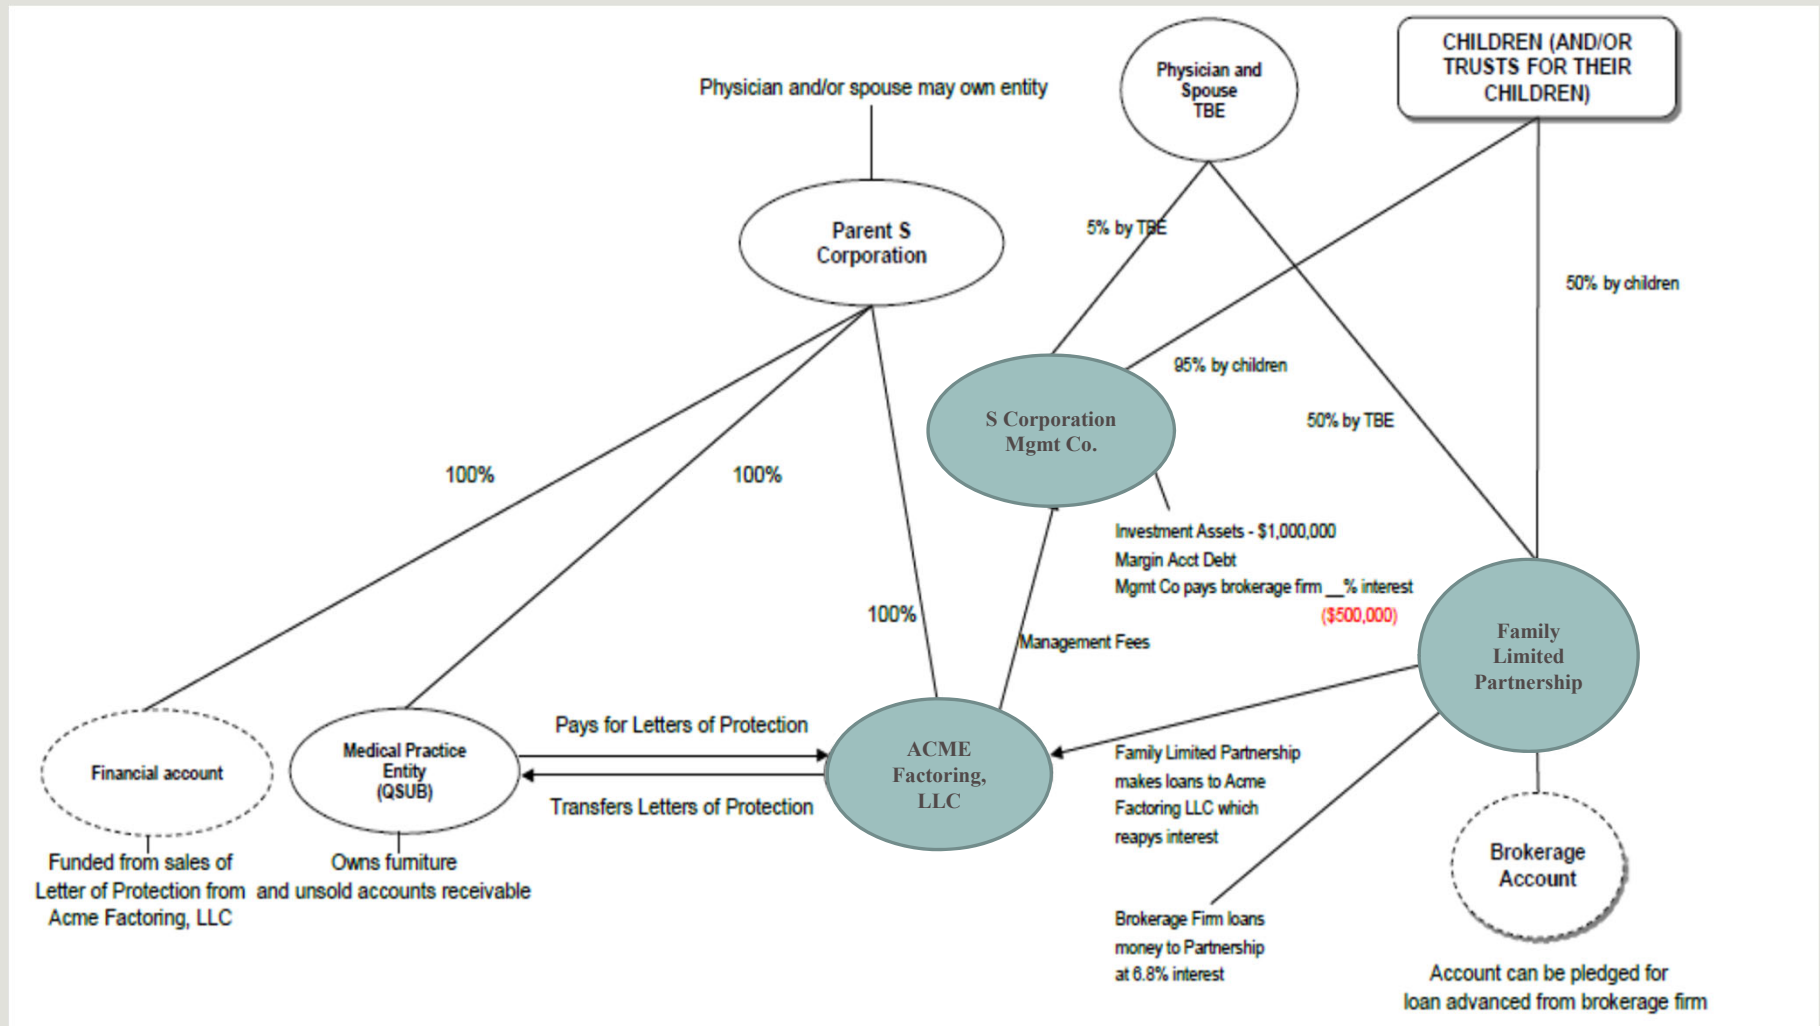 Physician and/or spouse may own entity
Physician and
Spouse
TBE
CHILDREN (AND/OR
TRUSTS FOR THEIR
CHILDREN)
Parent S
Corporation
5% by TBE
50% by children
95% by children
S Corporation
Mgmt Co.
50% by TBE
100%
100%
100%
Investment Assets - $1,000,000
Margin Acct Debt
Mgmt Co pays brokerage firm __% interest
($500,000)
Management Fees
Family
Limited
Partnership
Financial account
Medical Practice
Entity
(QSUB)
Pays for Letters of Protection
Transfers Letters of Protection
ACME
Factoring,
LLC
Family Limited Partnership
makes loans to Acme
Factoring LLC which
reapys interest
Funded from sales of
Letter of Protection from
Acme Factoring, LLC
Owns furniture
and unsold accounts receivable
Brokerage
Account
Brokerage Firm loans
money to Partnership
at 6.8% interest
Account can be pledged for
loan advanced from brokerage firm